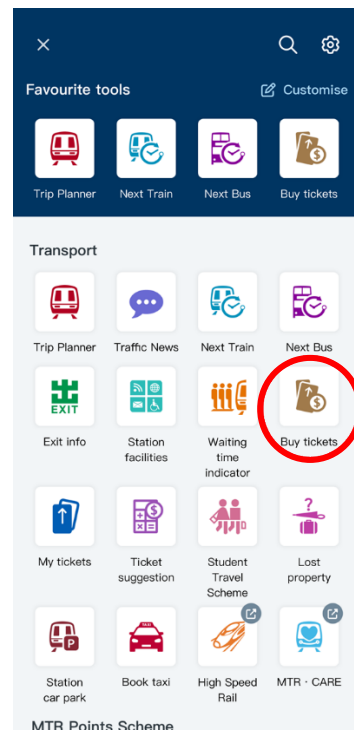 Favourite tools
Customise
Trip Planner
Next Train
Next Bus
Buy tickets
Transport
Trip Planner
Traffic News
Next Train
Next Bus
EXIT
Exit info
Station
facilities
Waiting
time
indicator
Buy tickets
My tickets
Ticket
suggestion
Student
Travel
Scheme
?
Lost
property
P
Station
car park
TAXI
Book taxi
High Speed
Rail
MTR · CARE
MTR Points Scheme